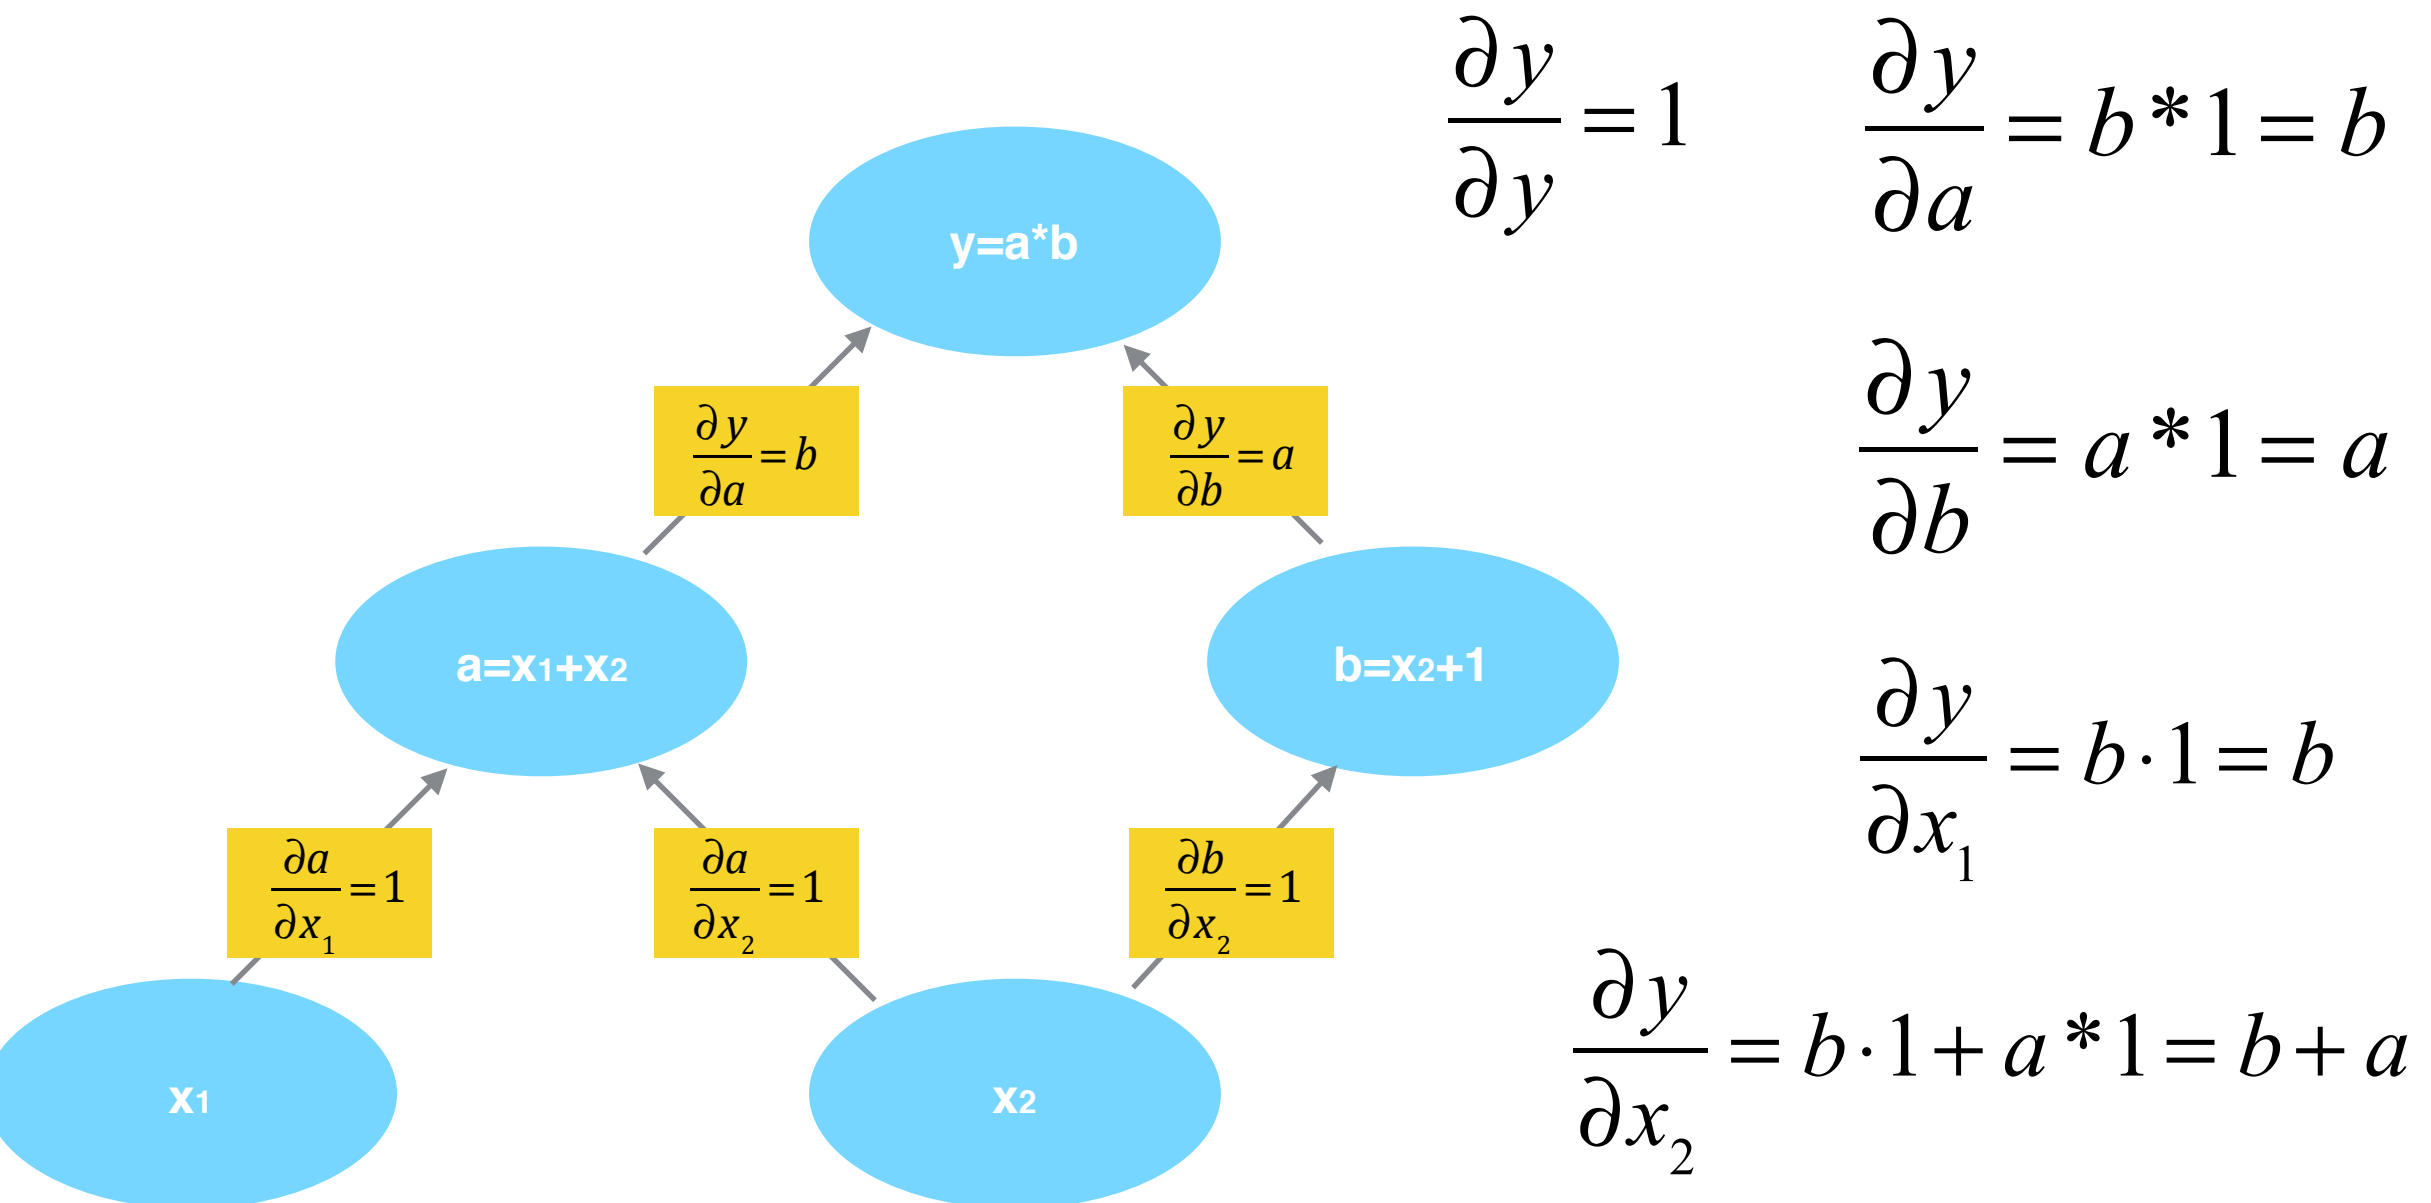 ∂y/∂y = 1
∂y/∂a = b * 1 = b
y=a*b
∂y/∂a = b
∂y/∂b = a
∂y/∂b = a * 1 = a
a=x₁+x₂
b=x₂+1
∂y/∂x₁ = b · 1 = b
∂a/∂x₁ = 1
∂a/∂x₂ = 1
∂b/∂x₂ = 1
∂y/∂x₂ = b · 1 + a * 1 = b + a
x₁
x₂